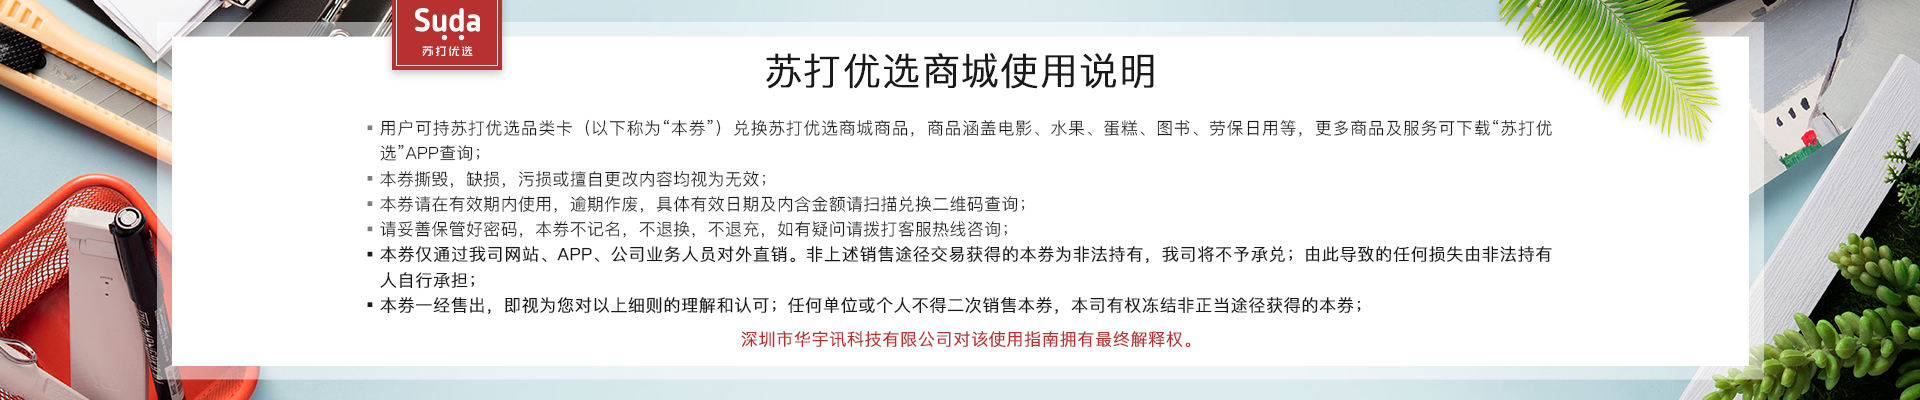 Suda
苏打优选
苏打优选商城使用说明
▪ 用户可持苏打优选品类卡（以下称为“本券”）兑换苏打优选商城商品，商品涵盖电影、水果、蛋糕、图书、劳保日用等，更多商品及服务可下载“苏打优
选”APP查询；
▪ 本券撕毁，缺损，污损或擅自更改内容均视为无效；
▪ 本券请在有效期内使用，逾期作废，具体有效日期及内含金额请扫描兑换二维码查询；
▪ 请妥善保管好密码，本券不记名，不退换，不退充，如有疑问请拨打客服热线咨询；
▪ 本券仅通过我司网站、APP、公司业务人员对外直销。非上述销售途径交易获得的本券为非法持有，我司将不予承兑；由此导致的任何损失由非法持有
人自行承担；
▪ 本券一经售出，即视为您对以上细则的理解和认可；任何单位或个人不得二次销售本券，本司有权冻结非正当途径获得的本券；
深圳市华宇讯科技有限公司对该使用指南拥有最终解释权。